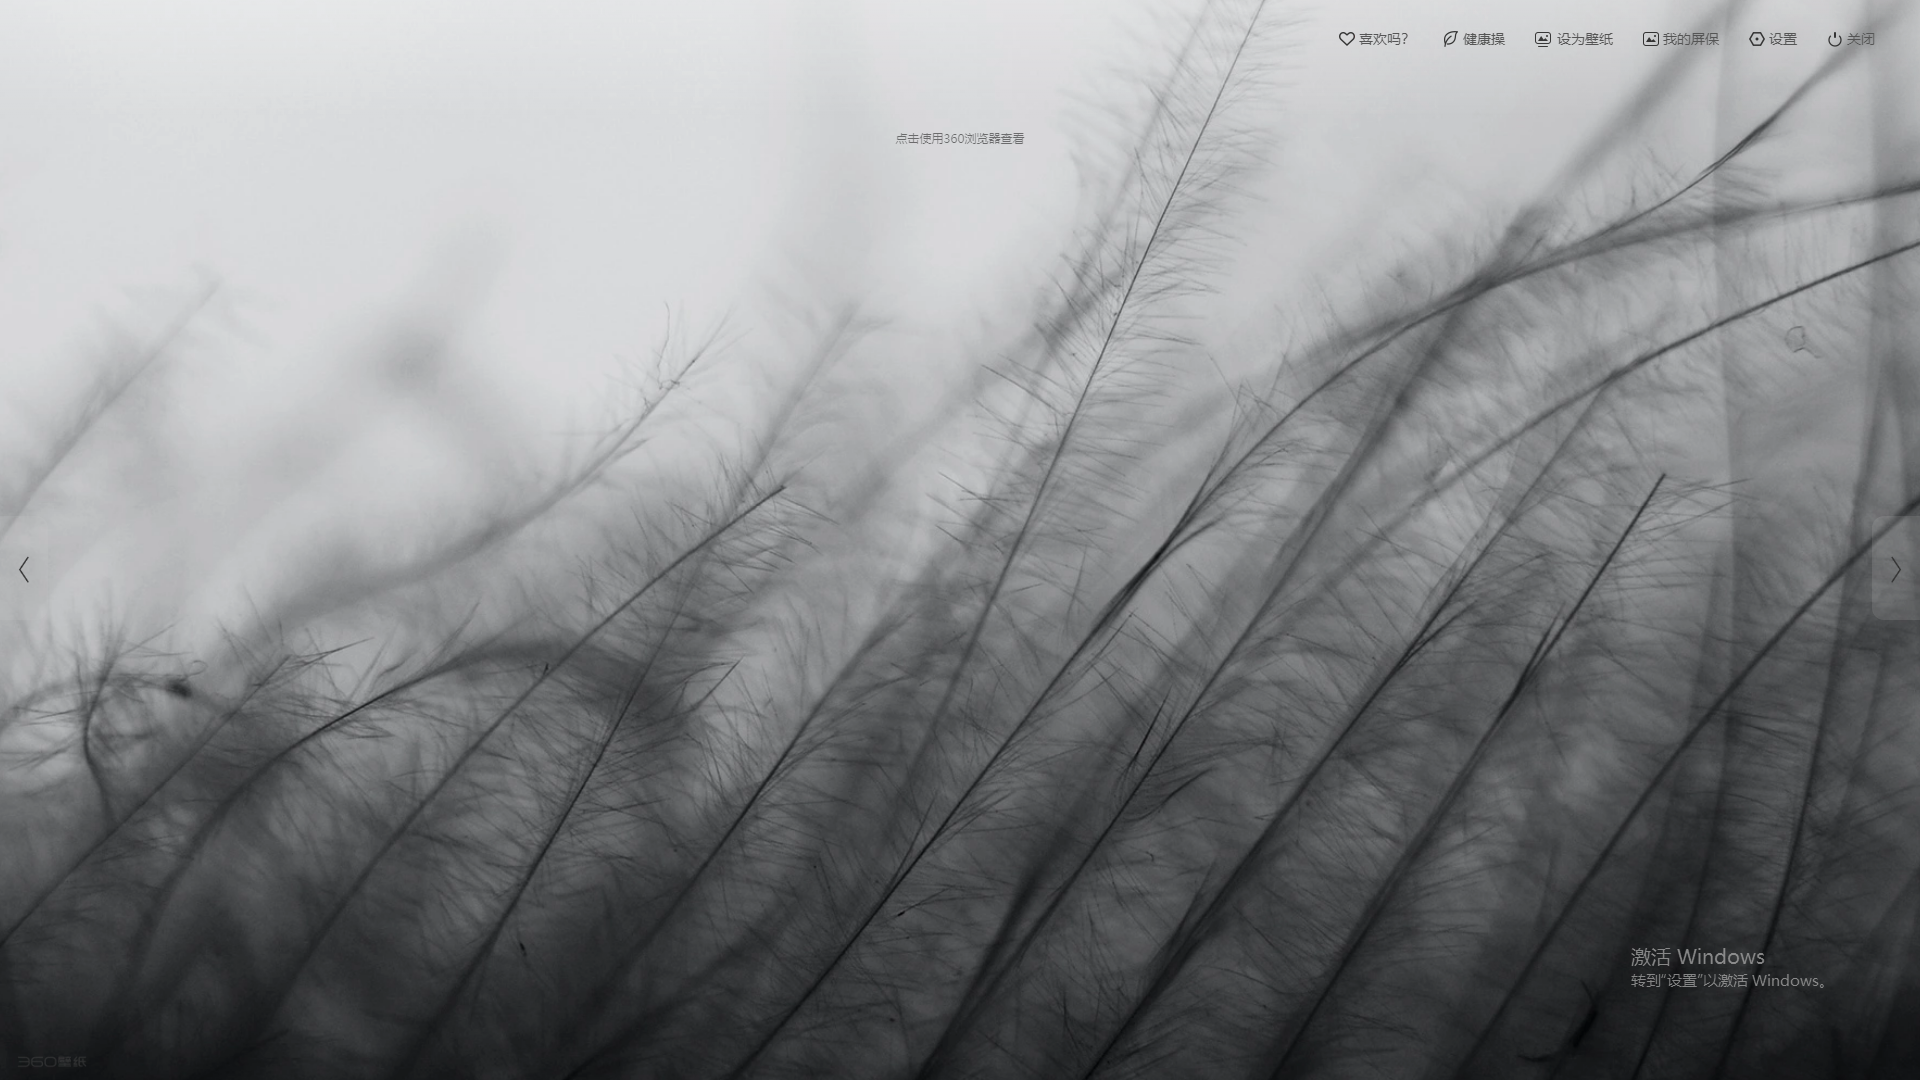 喜欢吗?
健康操
设为壁纸
我的屏保
设置
关闭
点击使用360浏览器查看
激活 Windows
转到“设置”以激活 Windows。
360壁纸